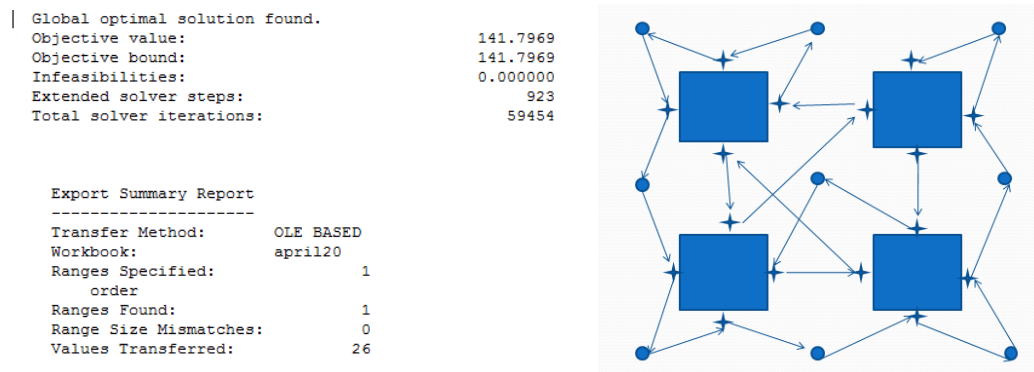 Global optimal solution found.
Objective value: 141.7969
Objective bound: 141.7969
Infeasibilities: 0.000000
Extended solver steps: 923
Total solver iterations: 59454
Export Summary Report
---------------------
Transfer Method: OLE BASED
Workbook: april20
Ranges Specified: 1
order
Ranges Found: 1
Range Size Mismatches: 0
Values Transferred: 26